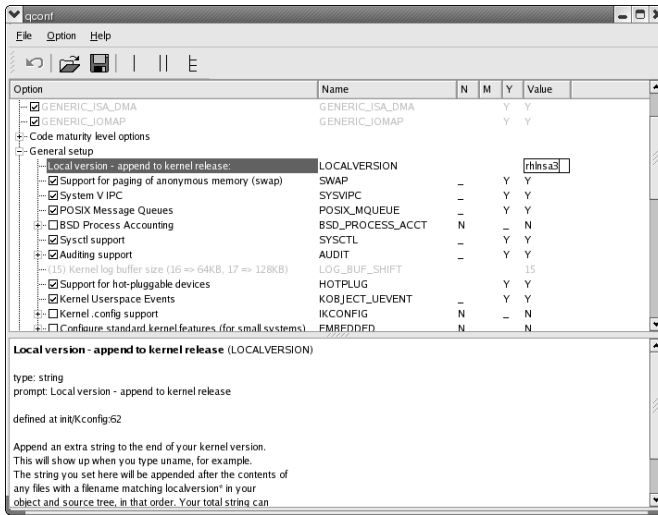 qconf
File Option Help
Option Name N M Y Value
GENERIC_ISA_DMA GENERIC_ISA_DMA Y Y
GENERIC_IOMAP GENERIC_IOMAP Y Y
Code maturity level options
General setup
Local version - append to kernel release: LOCALVERSION rhlnsa3
Support for paging of anonymous memory (swap) SWAP _ Y Y
System V IPC SYSVIPC _ Y Y
POSIX Message Queues POSIX_MQUEUE _ Y Y
BSD Process Accounting BSD_PROCESS_ACCT N _ N
Sysctl support SYSCTL _ Y Y
Auditing support AUDIT _ Y Y
(15) Kernel log buffer size (16 => 64KB, 17 => 128KB) LOG_BUF_SHIFT 15
Support for hot-pluggable devices HOTPLUG Y Y
Kernel Userspace Events KOBJECT_UEVENT _ Y Y
Kernel .config support IKCONFIG N _ N
Configure standard kernel features (for small systems) EMBEDDED N N
Local version - append to kernel release (LOCALVERSION)
type: string
prompt: Local version - append to kernel release
defined at init/Kconfig:62
Append an extra string to the end of your kernel version.
This will show up when you type uname, for example.
The string you set here will be appended after the contents of
any files with a filename matching localversion* in your
object and source tree, in that order. Your total string can